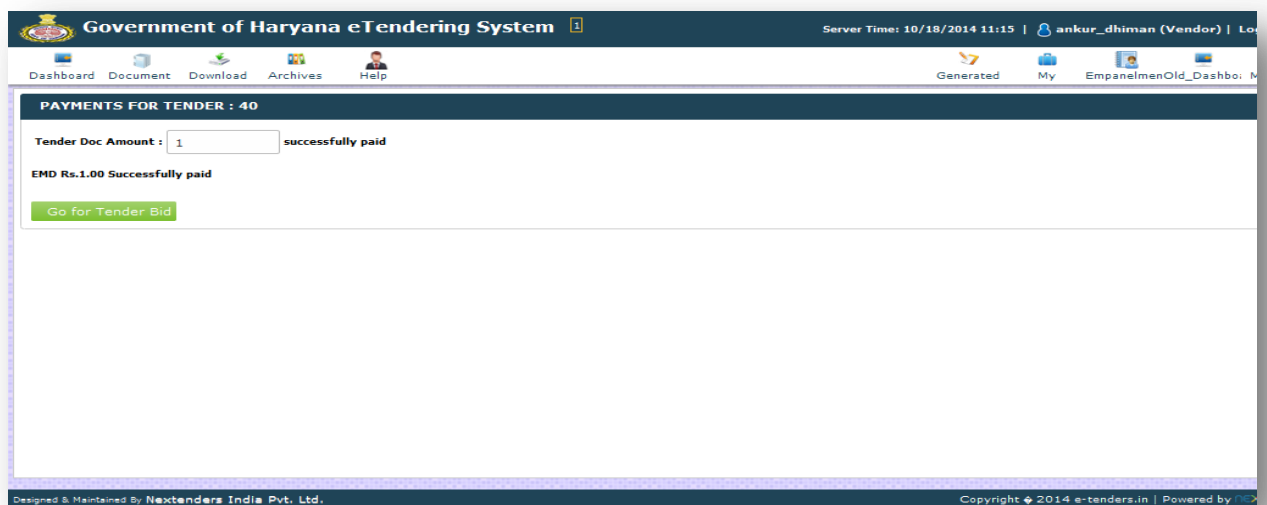 Government of Haryana eTendering System 1 Server Time: 10/18/2014 11:15 | ankur_dhiman (Vendor) |
Dashboard Document Download Archives Help Generated My EmpanelmenOld_Dashbo
PAYMENTS FOR TENDER : 40
Tender Doc Amount : 1 successfully paid
EMD Rs.1.00 Successfully paid
Go for Tender Bid
Designed & Maintained By Nextenders India Pvt. Ltd. Copyright � 2014 e-tenders.in | Powered by